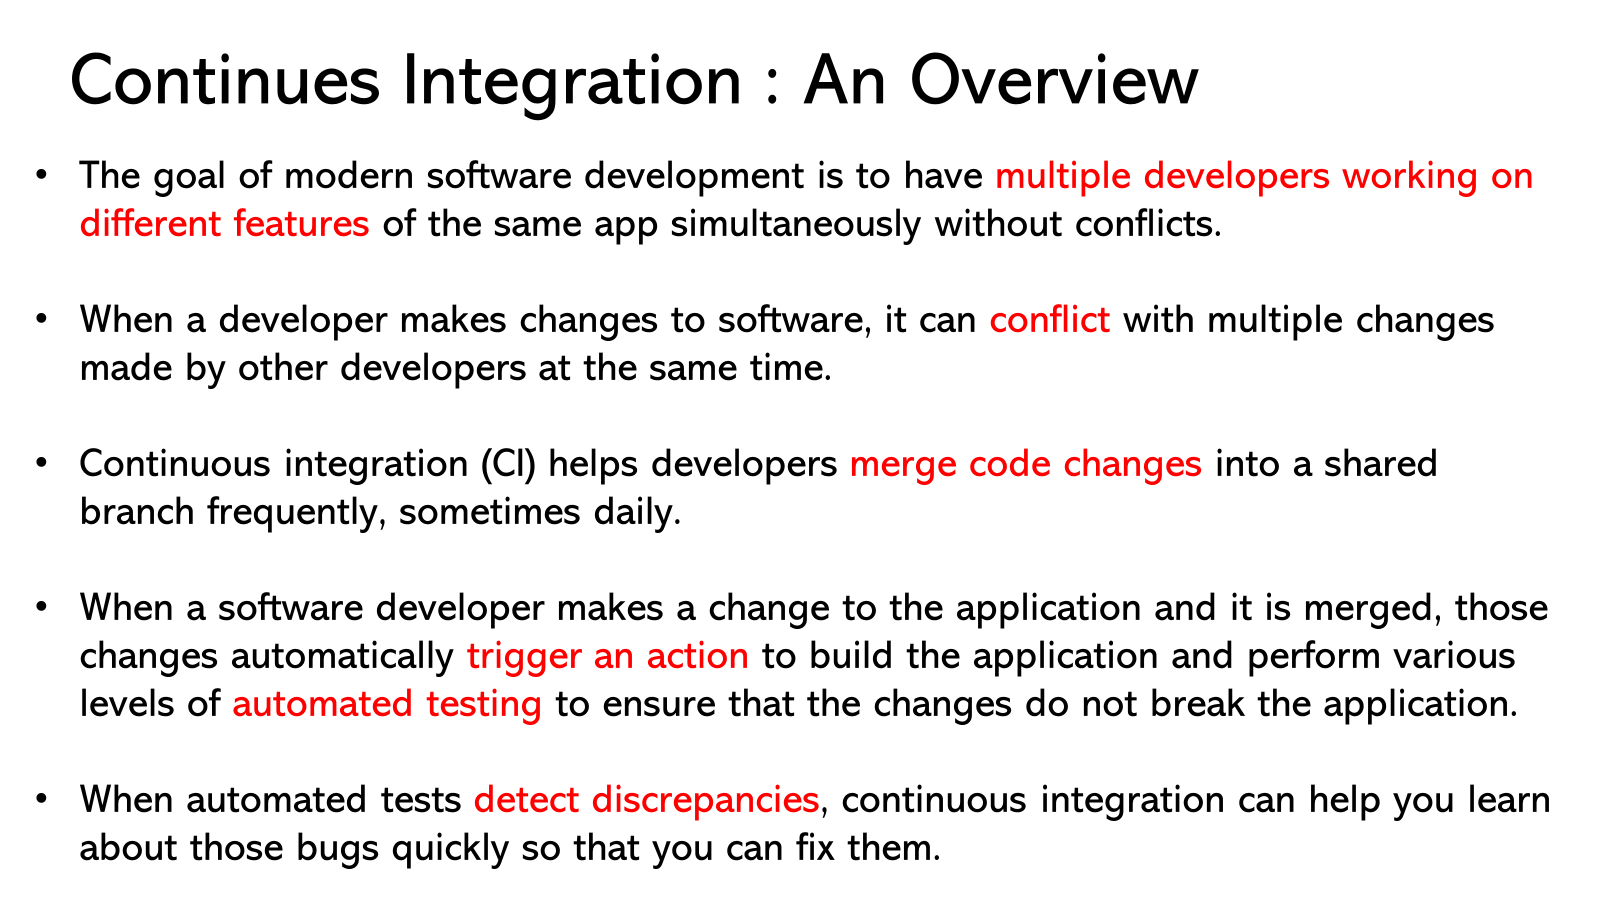 Continues Integration : An Overview
• The goal of modern software development is to have multiple developers working on
different features of the same app simultaneously without conflicts.
• When a developer makes changes to software, it can conflict with multiple changes
made by other developers at the same time.
• Continuous integration (CI) helps developers merge code changes into a shared
branch frequently, sometimes daily.
• When a software developer makes a change to the application and it is merged, those
changes automatically trigger an action to build the application and perform various
levels of automated testing to ensure that the changes do not break the application.
• When automated tests detect discrepancies, continuous integration can help you learn
about those bugs quickly so that you can fix them.